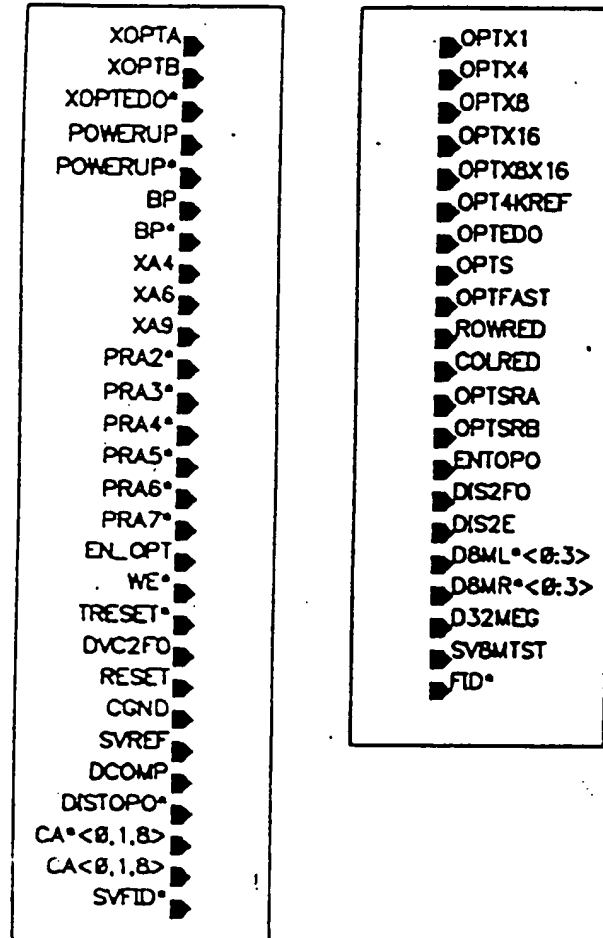 XOPTA
XOPTB
XOPTEDO*
POWERUP
POWERUP*
BP
BP*
XA4
XA6
XA9
PRA2*
PRA3*
PRA4*
PRA5*
PRA6*
PRA7*
EN_OPT
WE*
TRESET*
DVC2FO
RESET
CGND
SVREF
DCOMP
DISTOPO*
CA*<0,1,8>
CA<0,1,8>
SVFID*
OPTX1
OPTX4
OPTX8
OPTX16
OPTX8X16
OPT4KREF
OPTEDO
OPTS
OPTFAST
ROWRED
COLRED
OPTSRA
OPTSRB
ENTOPO
DIS2FO
DIS2E
D8ML*<0:3>
D8MR*<0:3>
D32MEG
SV8MTST
FID*